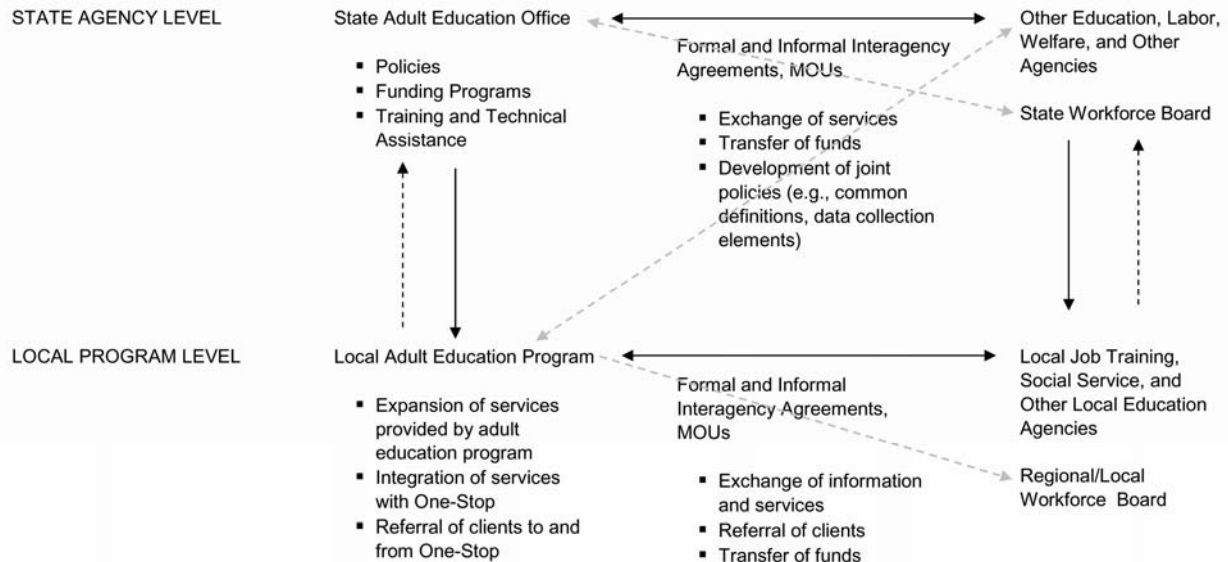 STATE AGENCY LEVEL
State Adult Education Office
▪ Policies
▪ Funding Programs
▪ Training and Technical
Assistance
Formal and Informal Interagency
Agreements, MOUs
▪ Exchange of services
▪ Transfer of funds
▪ Development of joint
policies (e.g., common
definitions, data collection
elements)
Other Education, Labor,
Welfare, and Other
Agencies
State Workforce Board
LOCAL PROGRAM LEVEL
Local Adult Education Program
▪ Expansion of services
provided by adult
education program
▪ Integration of services
with One-Stop
▪ Referral of clients to and
from One-Stop
Formal and Informal
Interagency Agreements,
MOUs
▪ Exchange of information
and services
▪ Referral of clients
▪ Transfer of funds
Local Job Training,
Social Service, and
Other Local Education
Agencies
Regional/Local
Workforce Board